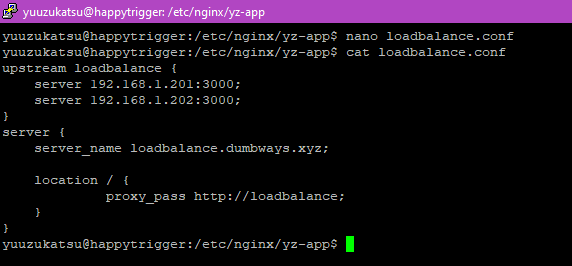 yuuzukatsu@happytrigger: /etc/nginx/yz-app
yuuzukatsu@happytrigger:/etc/nginx/yz-app$ nano loadbalance.conf
yuuzukatsu@happytrigger:/etc/nginx/yz-app$ cat loadbalance.conf
upstream loadbalance {
    server 192.168.1.201:3000;
    server 192.168.1.202:3000;
}
server {
    server_name loadbalance.dumbways.xyz;

    location / {
            proxy_pass http://loadbalance;
    }
}
yuuzukatsu@happytrigger:/etc/nginx/yz-app$